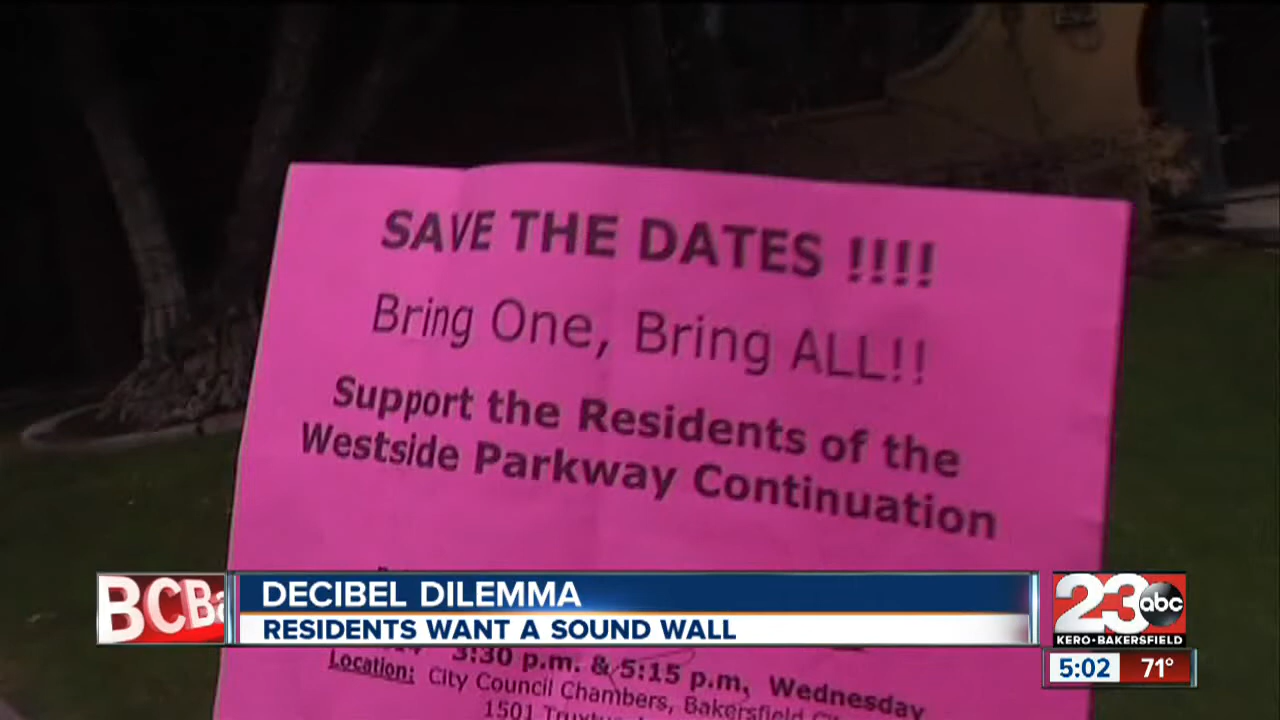 SAVE THE DATES !!!!
Bring One, Bring ALL!!
Support the Residents of the
Westside Parkway Continuation
BCBa
DECIBEL DILEMMA
RESIDENTS WANT A SOUND WALL
23 abc
KERO•BAKERSFIELD
5:02 71°
3:30 p.m. & 5:15 p.m, Wednesday
Location: City Council Chambers, Bakersfield
1501